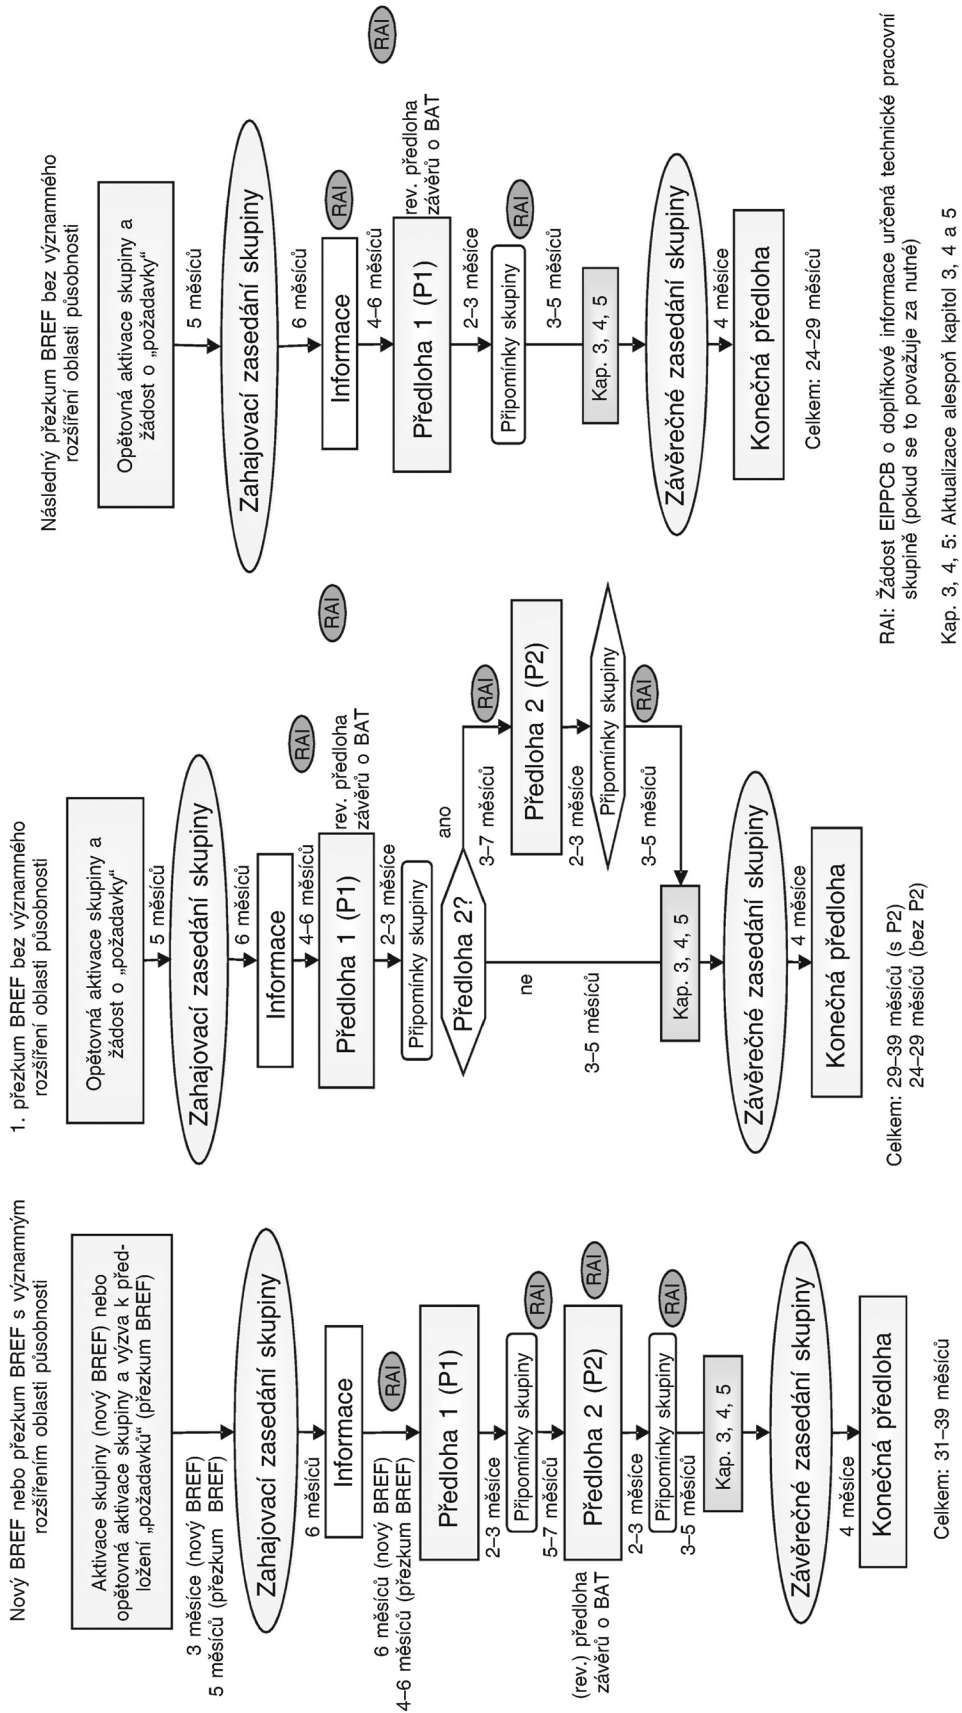 Nový BREF nebo přezkum BREF s významným
rozšířením oblasti působnosti
Aktivace skupiny (nový BREF) nebo
opětovná aktivace skupiny a výzva k před-
ložení „požadavků“ (přezkum BREF)
3 měsíce (nový BREF)
5 měsíců (přezkum BREF)
Zahajovací zasedání skupiny
6 měsíců
Informace
6 měsíců (nový BREF)
4–6 měsíců (přezkum BREF)
RAI
Předloha 1 (P1)
2–3 měsíce
Připomínky skupiny
RAI
5–7 měsíců
(rev.) předloha
závěrů o BAT
Předloha 2 (P2)
RAI
2–3 měsíce
Připomínky skupiny
RAI
3–5 měsíců
Kap. 3, 4, 5
Závěrečné zasedání skupiny
4 měsíce
Konečná předloha
Celkem: 31–39 měsíců
1. přezkum BREF bez významného
rozšíření oblasti působnosti
Opětovná aktivace skupiny a
žádost o „požadavky“
5 měsíců
Zahajovací zasedání skupiny
6 měsíců
Informace
RAI
4–6 měsíců
Předloha 1 (P1)
rev. předloha
závěrů o BAT
RAI
2–3 měsíce
Připomínky skupiny
Předloha 2?
ano
3–7 měsíců
RAI
Předloha 2 (P2)
2–3 měsíce
Připomínky skupiny
RAI
3–5 měsíců
ne
3–5 měsíců
Kap. 3, 4, 5
Závěrečné zasedání skupiny
4 měsíce
Konečná předloha
Celkem: 29–39 měsíců (s P2)
24–29 měsíců (bez P2)
Následný přezkum BREF bez významného
rozšíření oblasti působnosti
Opětovná aktivace skupiny a
žádost o „požadavky“
5 měsíců
Zahajovací zasedání skupiny
6 měsíců
Informace
RAI
4–6 měsíců
Předloha 1 (P1)
rev. předloha
závěrů o BAT
RAI
2–3 měsíce
Připomínky skupiny
RAI
3–5 měsíců
Kap. 3, 4, 5
Závěrečné zasedání skupiny
4 měsíce
Konečná předloha
Celkem: 24–29 měsíců
RAI: Žádost EIPPCB o doplňkové informace určená technické pracovní
skupině (pokud se to považuje za nutné)
Kap. 3, 4, 5: Aktualizace alespoň kapitol 3, 4 a 5